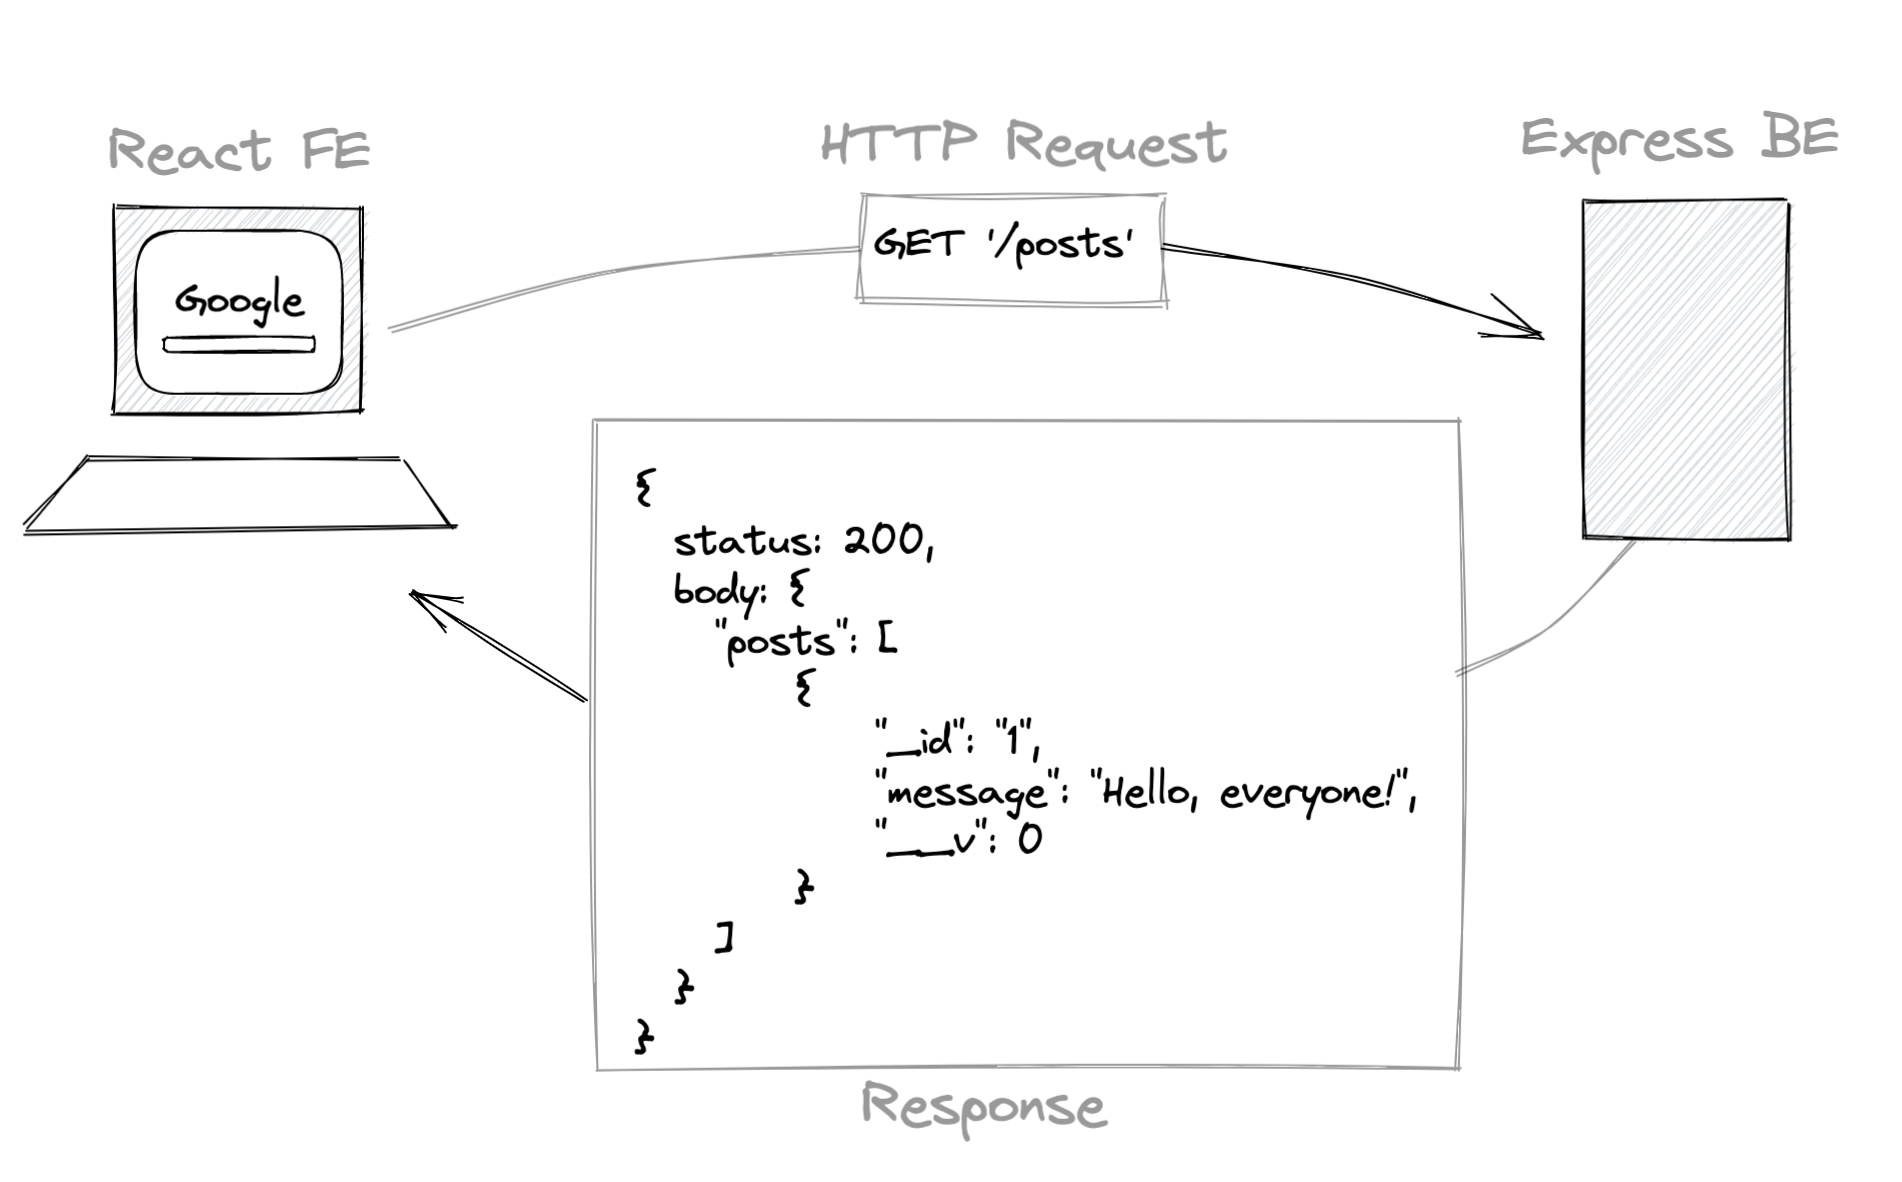 React FE
HTTP Request
Express BE
GET '/posts'
Google
{
status: 200,
body: {
"posts": [
{
"_id": "1",
"message": "Hello, everyone!",
"__v": 0
}
]
}
}
Response